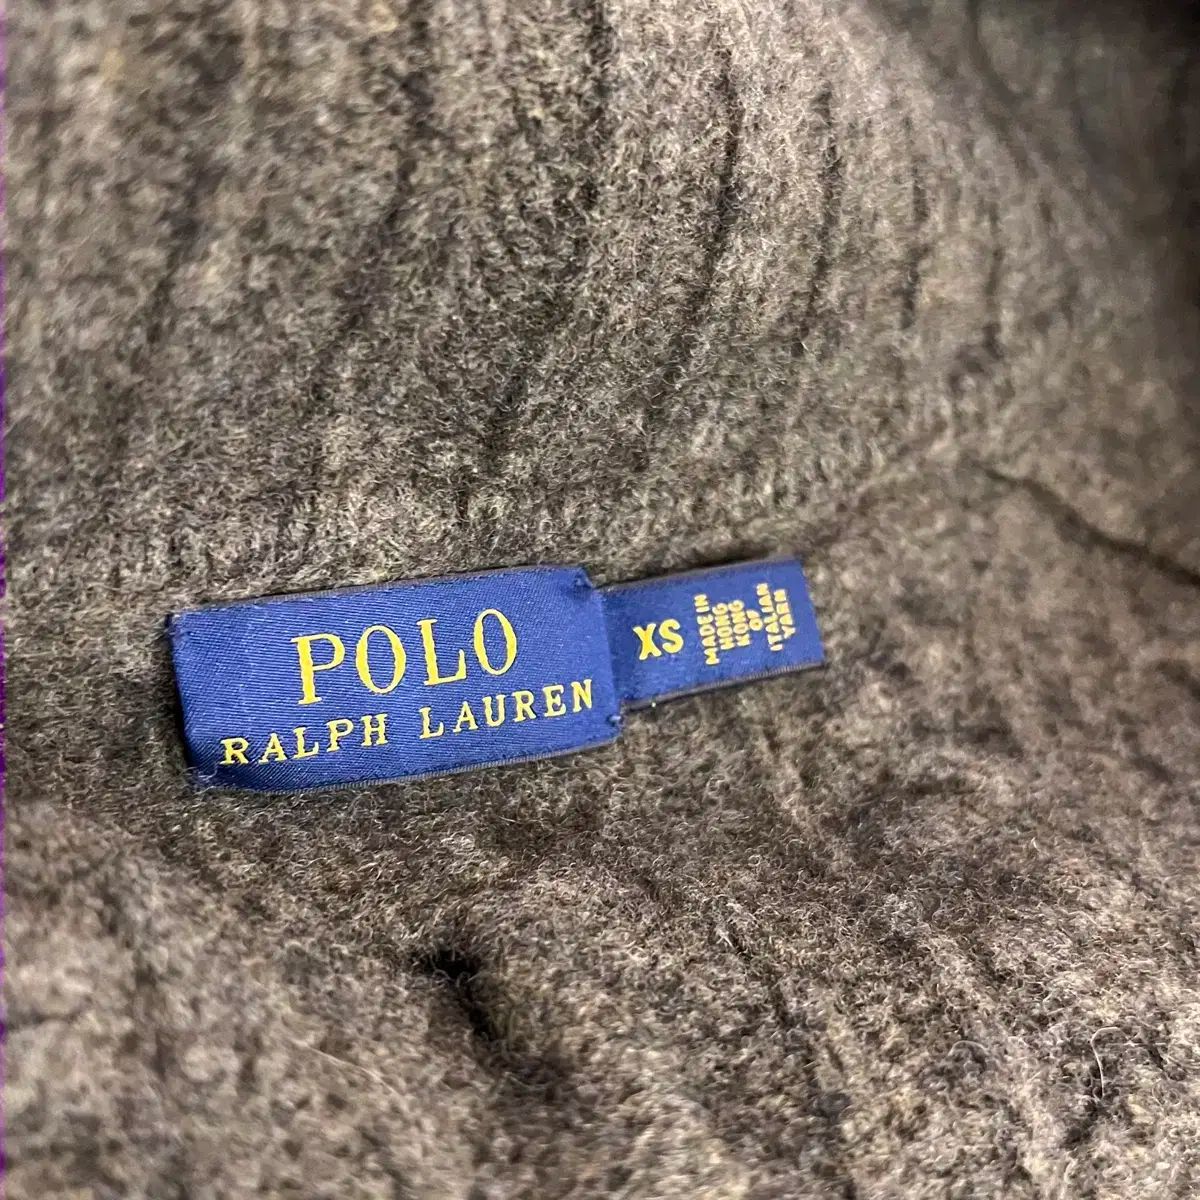 POLO
RALPH LAUREN
XS
MADE IN
HONG
KONG
OF
ITALIAN
YARN